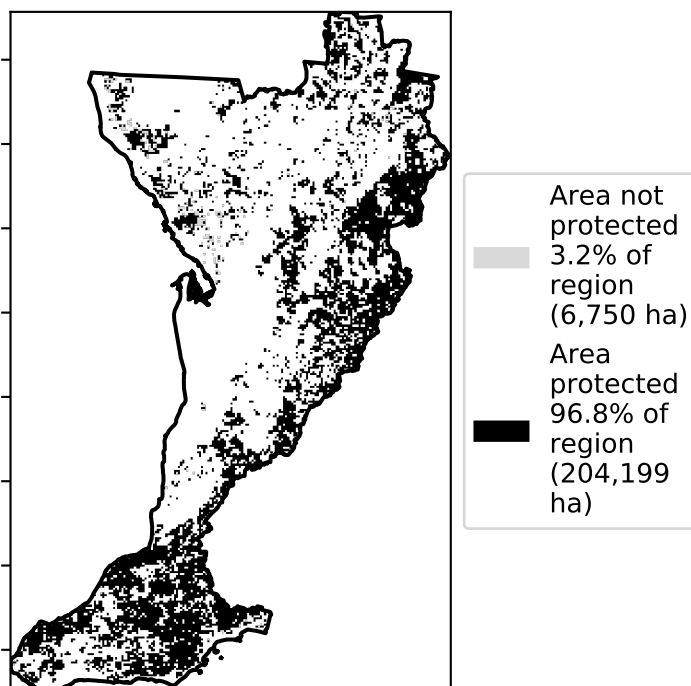 Area not
protected
3.2% of
region
(6,750 ha)
Area
protected
96.8% of
region
(204,199
ha)